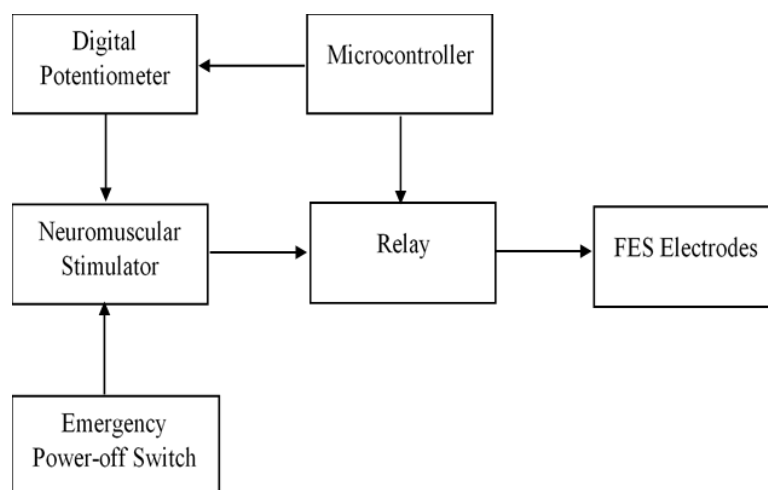 Digital
Potentiometer
Microcontroller
Neuromuscular
Stimulator
Relay
FES Electrodes
Emergency
Power-off Switch